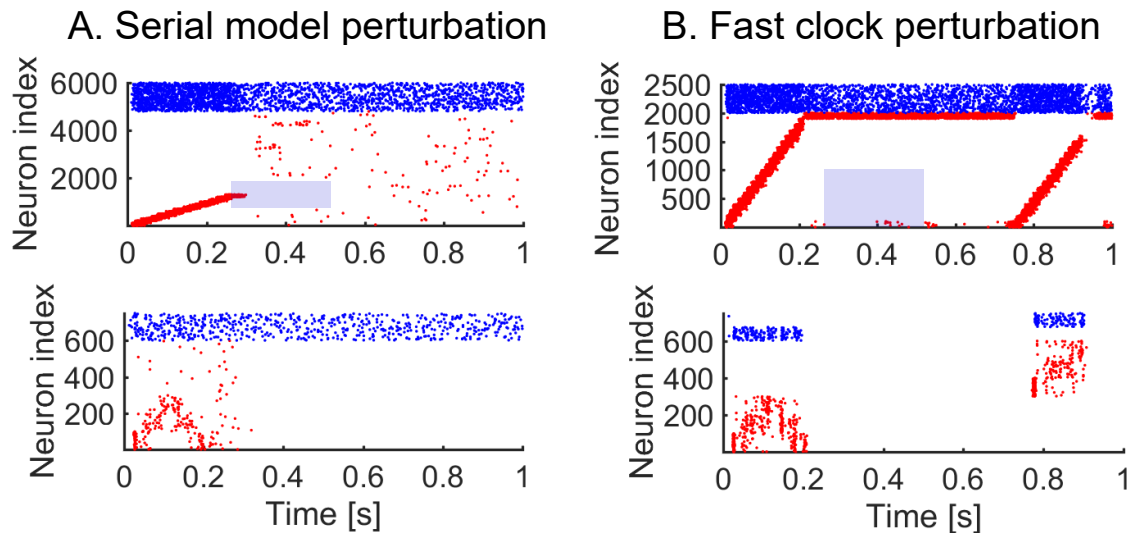 A. Serial model perturbation
B. Fast clock perturbation
Neuron index
6000
4000
2000
0 0.2 0.4 0.6 0.8 1
Neuron index
2500
2000
1500
1000
500
0 0.2 0.4 0.6 0.8 1
Neuron index
600
400
200
0 0.2 0.4 0.6 0.8 1
Time [s]
Neuron index
600
400
200
0 0.2 0.4 0.6 0.8 1
Time [s]